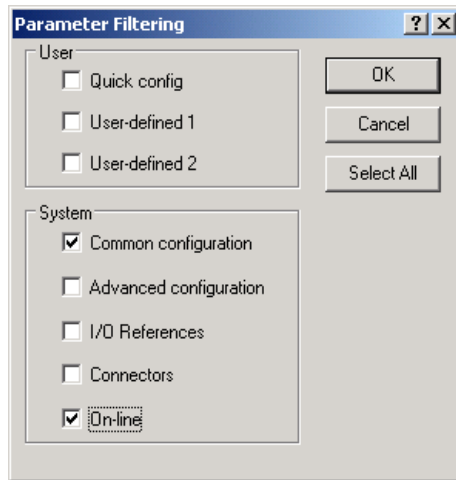 Parameter Filtering
User
Quick config
User-defined 1
User-defined 2
OK
Cancel
Select All
System
Common configuration
Advanced configuration
I/O References
Connectors
On-line